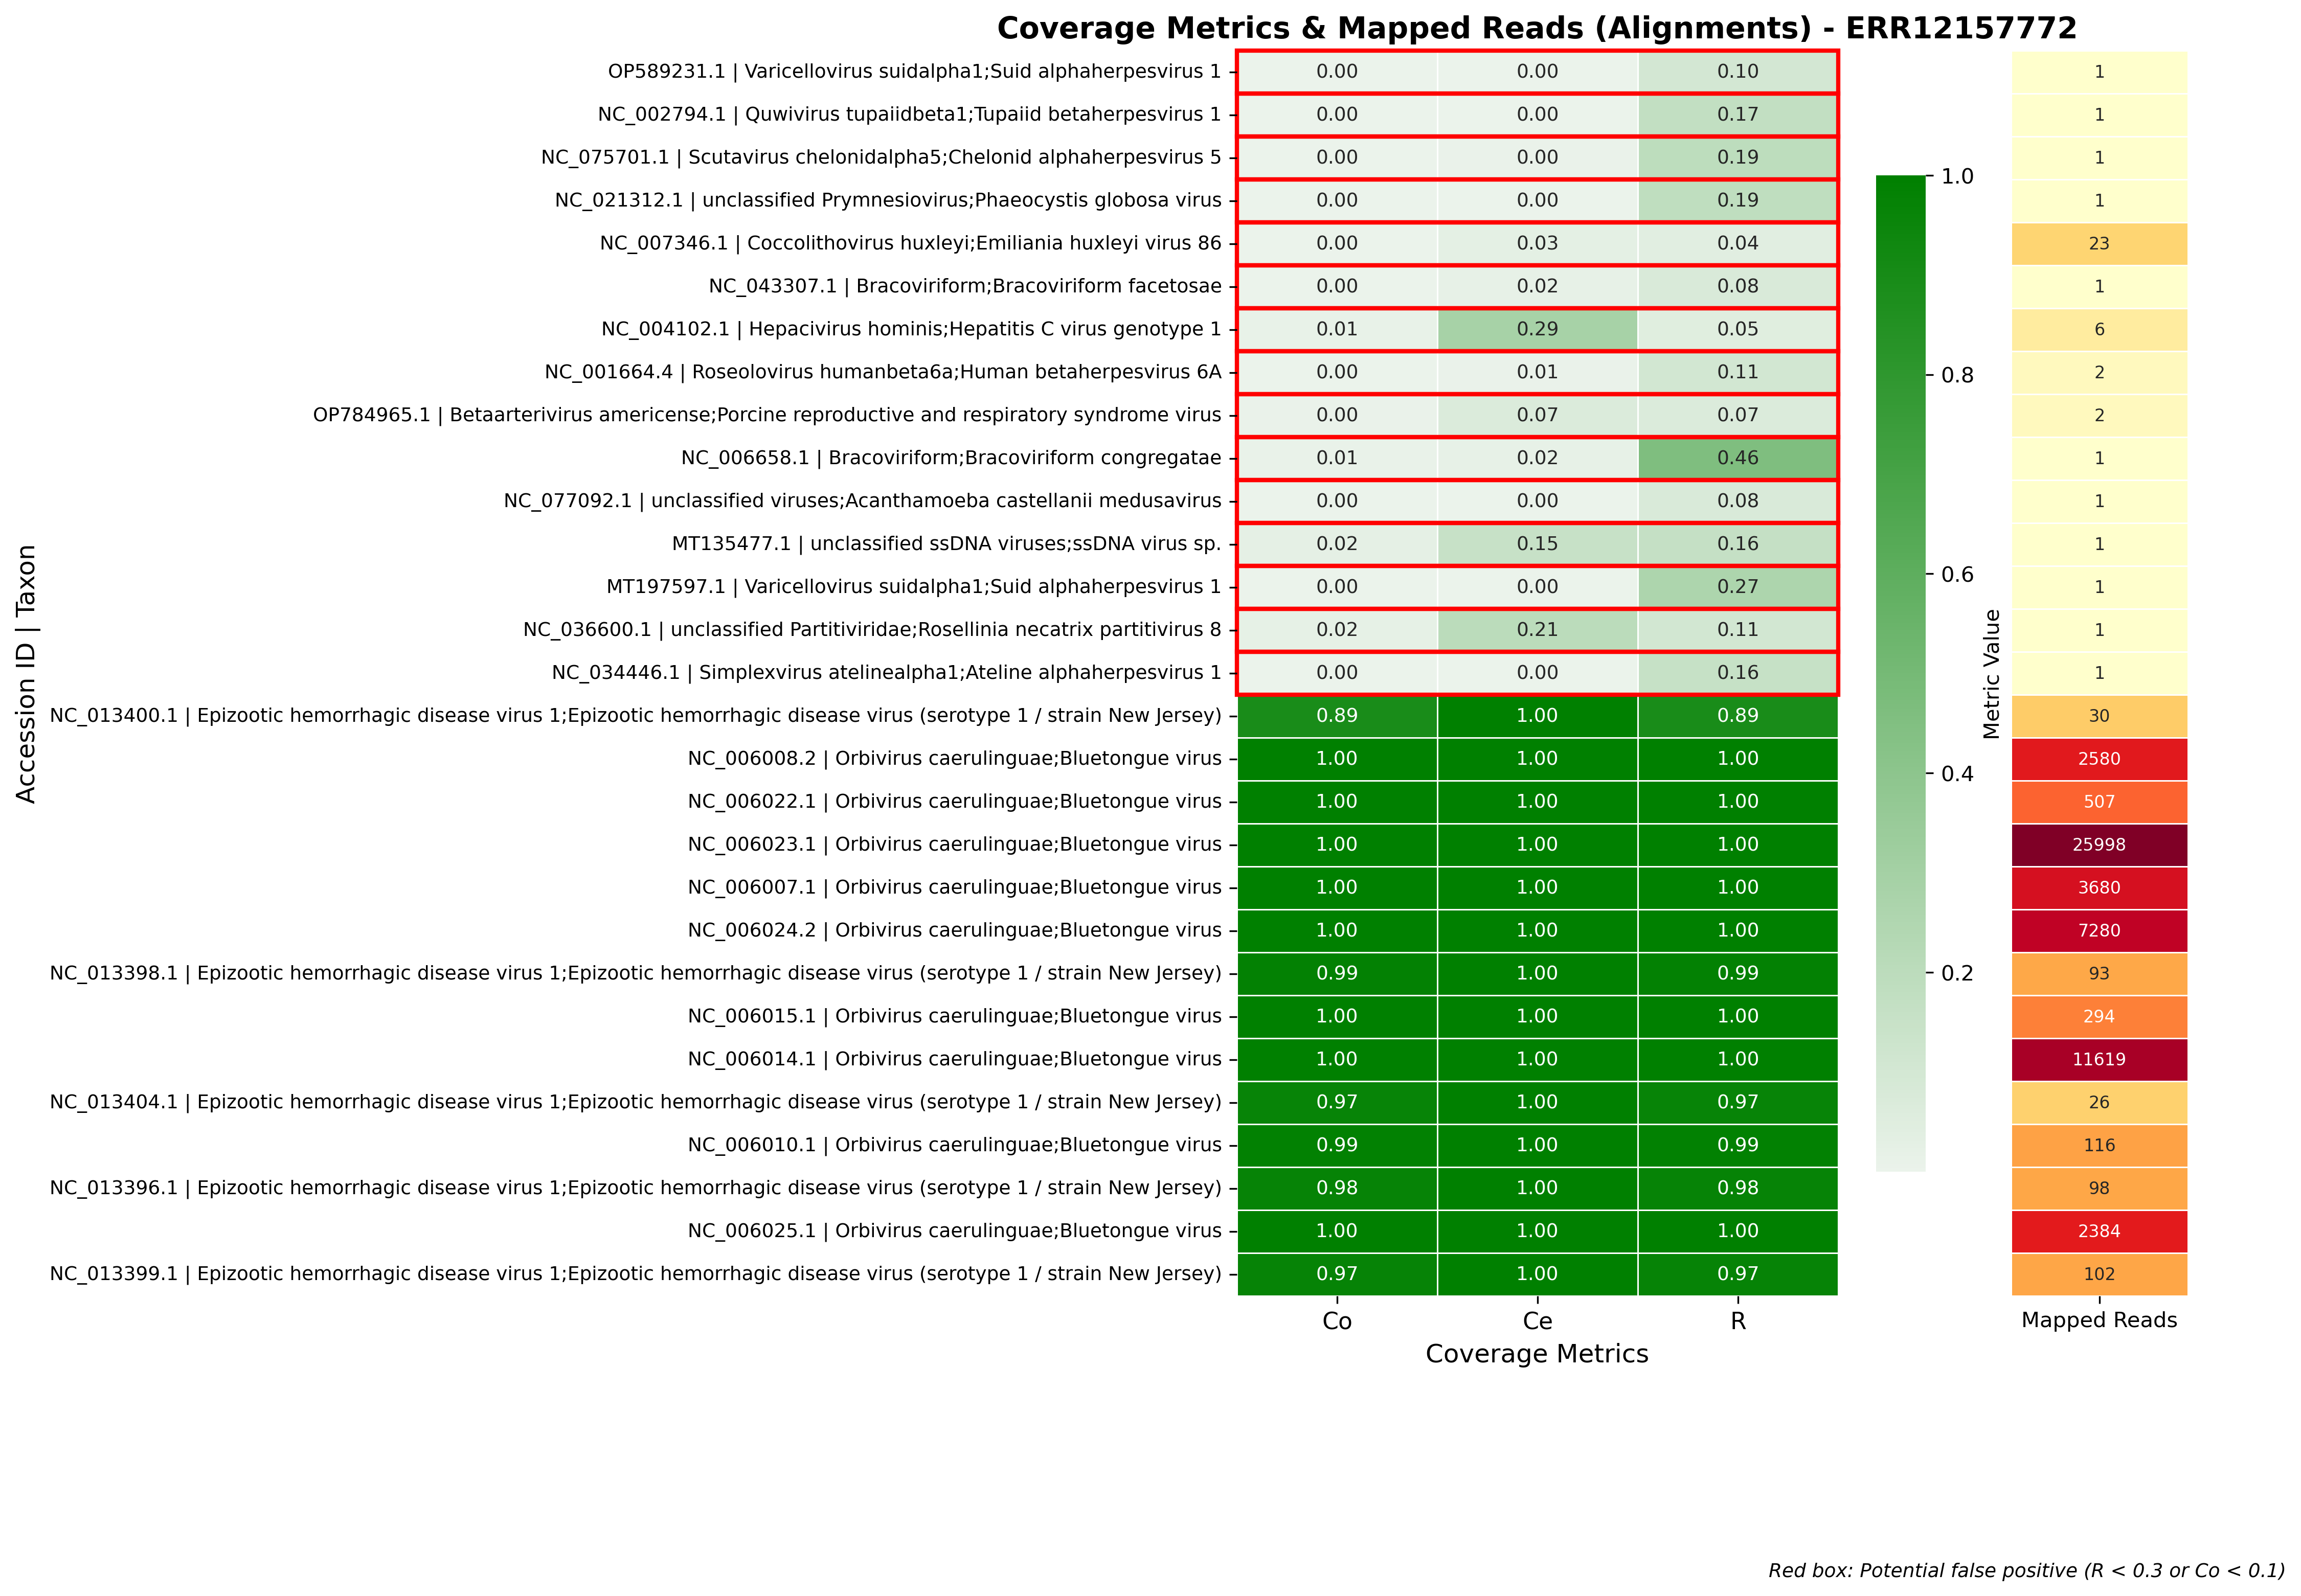 Coverage Metrics & Mapped Reads (Alignments) - ERR12157772
OP589231.1 | Varicellovirus suidalpha1;Suid alphaherpesvirus 1 0.00 0.00 0.10 1
NC_002794.1 | Quwivirus tupaiidbeta1;Tupaiid betaherpesvirus 1 0.00 0.00 0.17 1
NC_075701.1 | Scutavirus chelonidalpha5;Chelonid alphaherpesvirus 5 0.00 0.00 0.19 1
NC_021312.1 | unclassified Prymnesiovirus;Phaeocystis globosa virus 0.00 0.00 0.19 1
NC_007346.1 | Coccolithovirus huxleyi;Emiliania huxleyi virus 86 0.00 0.03 0.04 23
NC_043307.1 | Bracoviriform;Bracoviriform facetosae 0.00 0.02 0.08 1
NC_004102.1 | Hepacivirus hominis;Hepatitis C virus genotype 1 0.01 0.29 0.05 6
NC_001664.4 | Roseolovirus humanbeta6a;Human betaherpesvirus 6A 0.00 0.01 0.11 2
OP784965.1 | Betaarterivirus americense;Porcine reproductive and respiratory syndrome virus 0.00 0.07 0.07 2
NC_006658.1 | Bracoviriform;Bracoviriform congregatae 0.01 0.02 0.46 1
NC_077092.1 | unclassified viruses;Acanthamoeba castellanii medusavirus 0.00 0.00 0.08 1
MT135477.1 | unclassified ssDNA viruses;ssDNA virus sp. 0.02 0.15 0.16 1
MT197597.1 | Varicellovirus suidalpha1;Suid alphaherpesvirus 1 0.00 0.00 0.27 1
NC_036600.1 | unclassified Partitiviridae;Rosellinia necatrix partitivirus 8 0.02 0.21 0.11 1
NC_034446.1 | Simplexvirus atelinealpha1;Ateline alphaherpesvirus 1 0.00 0.00 0.16 1
NC_013400.1 | Epizootic hemorrhagic disease virus 1;Epizootic hemorrhagic disease virus (serotype 1 / strain New Jersey) 0.89 1.00 0.89 30
NC_006008.2 | Orbivirus caerulinguae;Bluetongue virus 1.00 1.00 1.00 2580
NC_006022.1 | Orbivirus caerulinguae;Bluetongue virus 1.00 1.00 1.00 507
NC_006023.1 | Orbivirus caerulinguae;Bluetongue virus 1.00 1.00 1.00 25998
NC_006007.1 | Orbivirus caerulinguae;Bluetongue virus 1.00 1.00 1.00 3680
NC_006024.2 | Orbivirus caerulinguae;Bluetongue virus 1.00 1.00 1.00 7280
NC_013398.1 | Epizootic hemorrhagic disease virus 1;Epizootic hemorrhagic disease virus (serotype 1 / strain New Jersey) 0.99 1.00 0.99 93
NC_006015.1 | Orbivirus caerulinguae;Bluetongue virus 1.00 1.00 1.00 294
NC_006014.1 | Orbivirus caerulinguae;Bluetongue virus 1.00 1.00 1.00 11619
NC_013404.1 | Epizootic hemorrhagic disease virus 1;Epizootic hemorrhagic disease virus (serotype 1 / strain New Jersey) 0.97 1.00 0.97 26
NC_006010.1 | Orbivirus caerulinguae;Bluetongue virus 0.99 1.00 0.99 116
NC_013396.1 | Epizootic hemorrhagic disease virus 1;Epizootic hemorrhagic disease virus (serotype 1 / strain New Jersey) 0.98 1.00 0.98 98
NC_006025.1 | Orbivirus caerulinguae;Bluetongue virus 1.00 1.00 1.00 2384
NC_013399.1 | Epizootic hemorrhagic disease virus 1;Epizootic hemorrhagic disease virus (serotype 1 / strain New Jersey) 0.97 1.00 0.97 102
Accession ID | Taxon
Co Ce R
Coverage Metrics
1.0
0.8
0.6
0.4
0.2
Metric Value
Mapped Reads
Red box: Potential false positive (R < 0.3 or Co < 0.1)